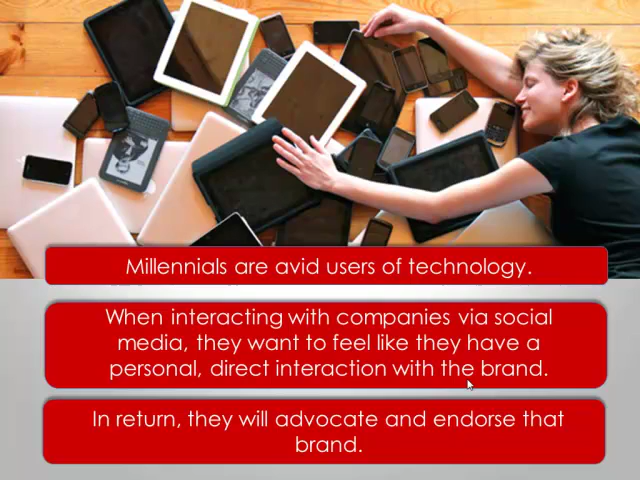 Millennials are avid users of technology.
When interacting with companies via social
media, they want to feel like they have a
personal, direct interaction with the brand.
In return, they will advocate and endorse that
brand.